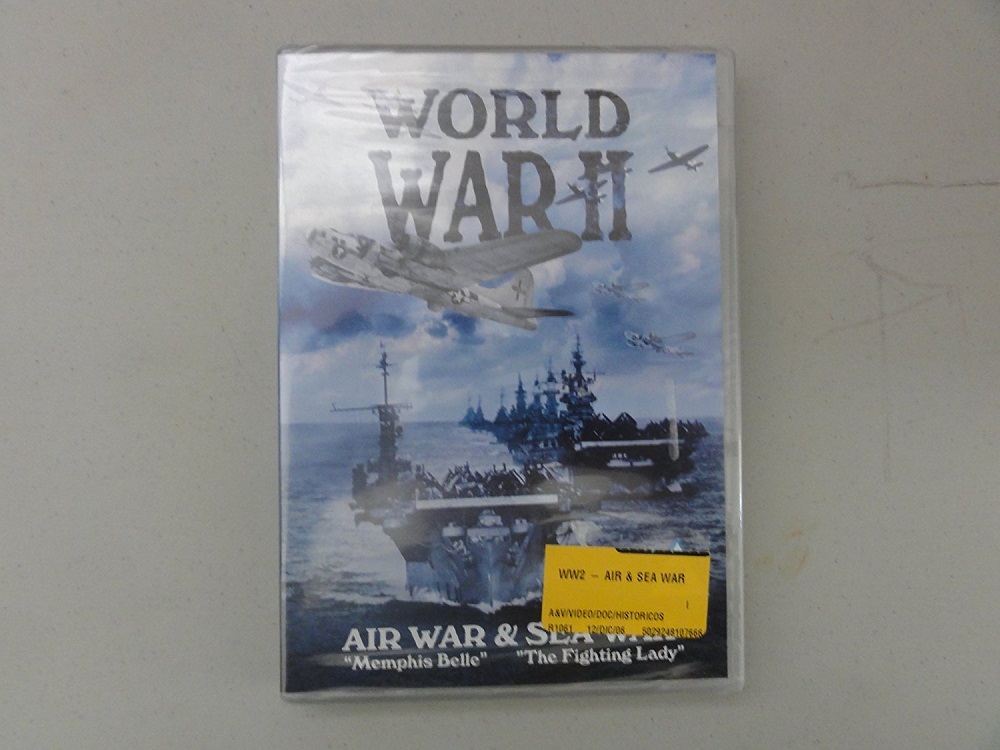 WORLD
WAR II
WW2 - AIR & SEA WAR
A&V/VIDEO/DOC/HISTORICOS
R1061 12/DIC/06
AIR WAR & SEA WAR
"Memphis Belle" "The Fighting Lady"